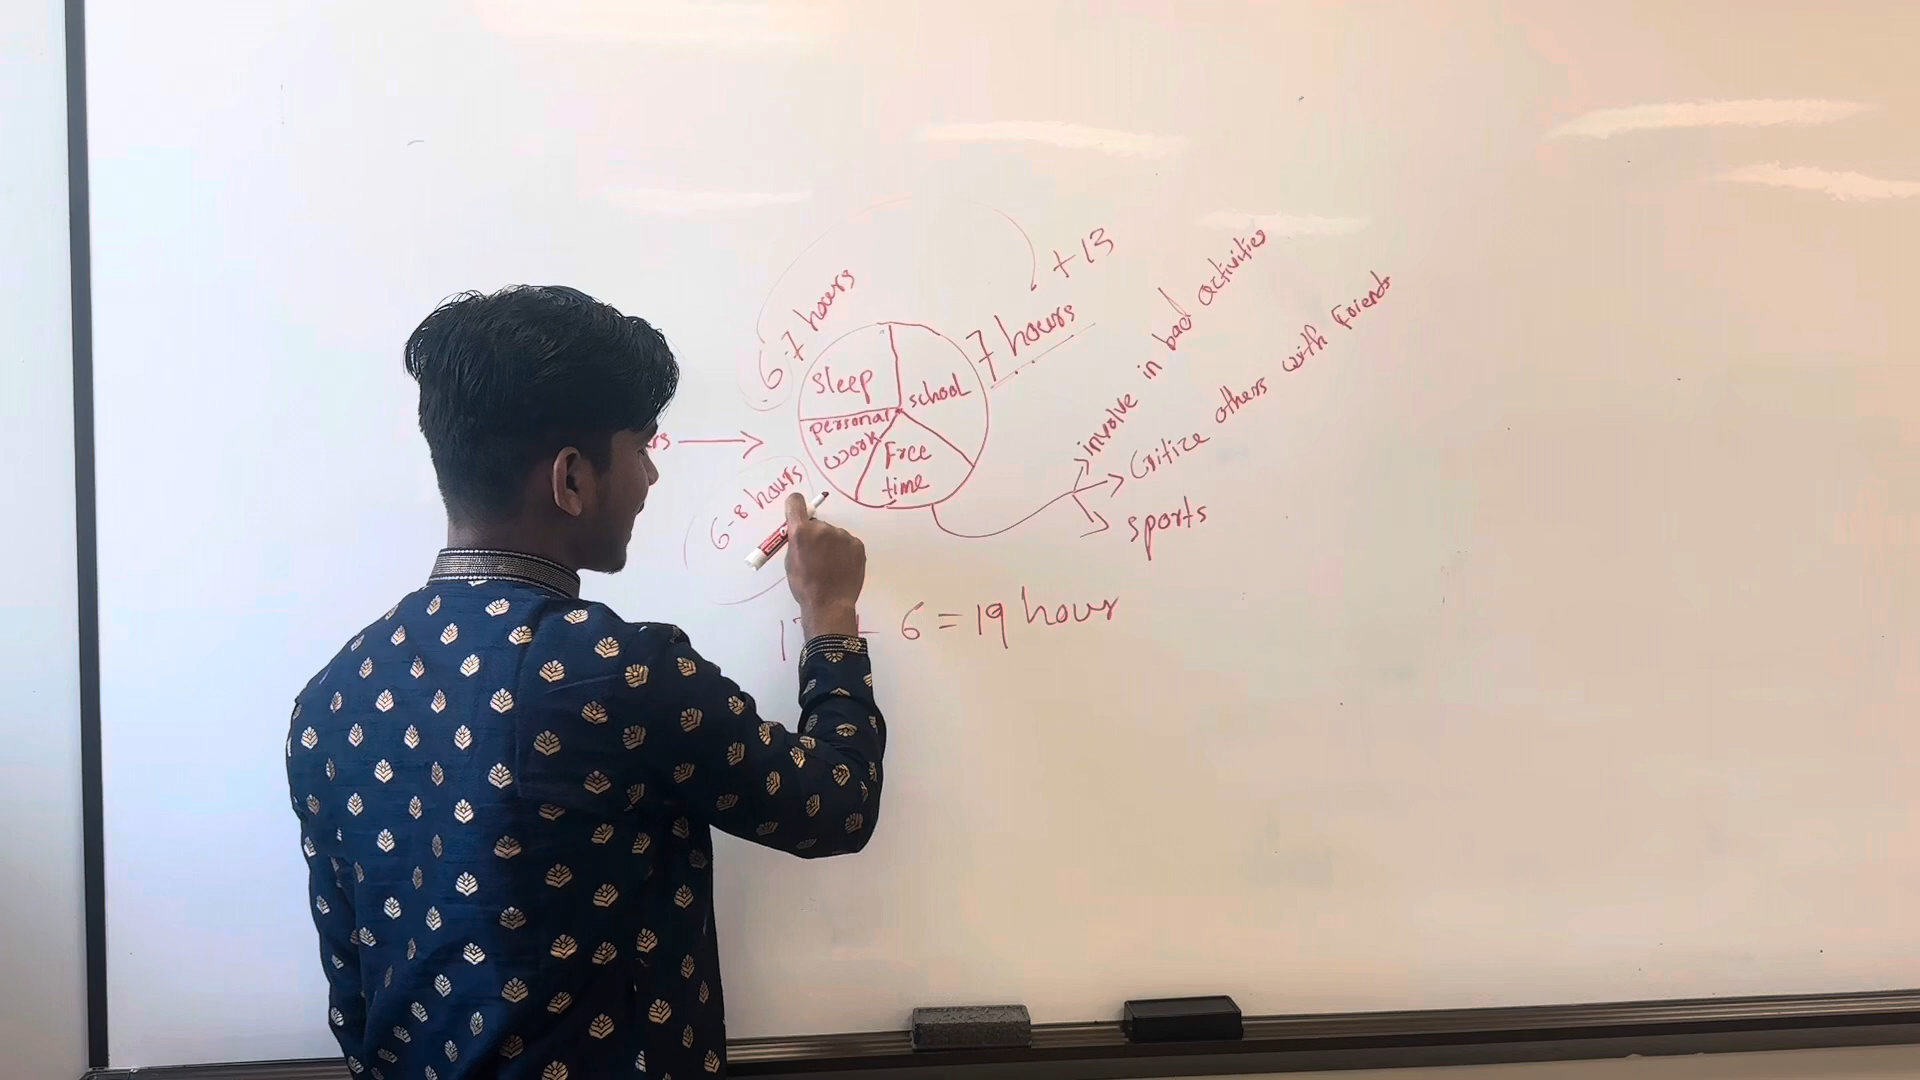 +13
6-7 hours
7 hours
sleep
school
personal
work
Free
time
6-8 hours
involve in bad activities
Critize others with Friends
sports
6 = 19 hour